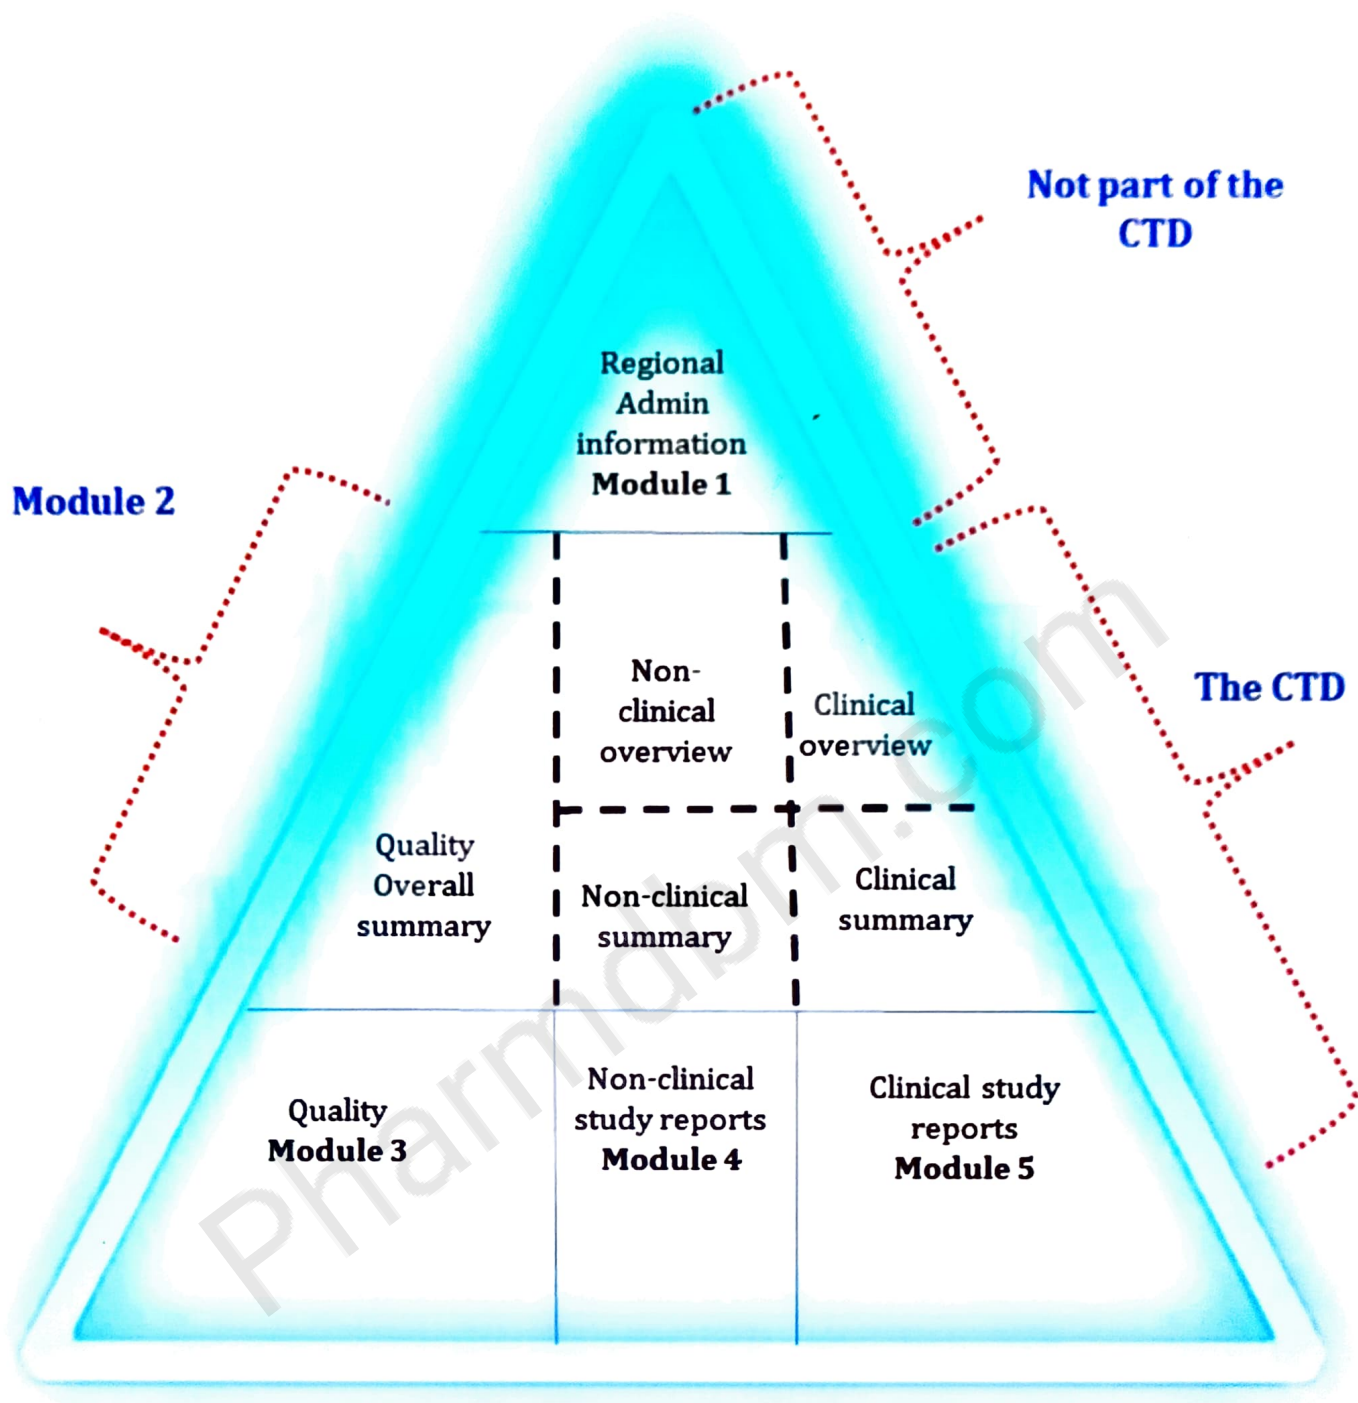 Not part of the
CTD
Regional
Admin
information
Module 1
Module 2
Non-
clinical
overview
Clinical
overview
The CTD
Quality
Overall
summary
Non-clinical
summary
Clinical
summary
Quality
Module 3
Non-clinical
study reports
Module 4
Clinical study
reports
Module 5
Pharmdbm.com